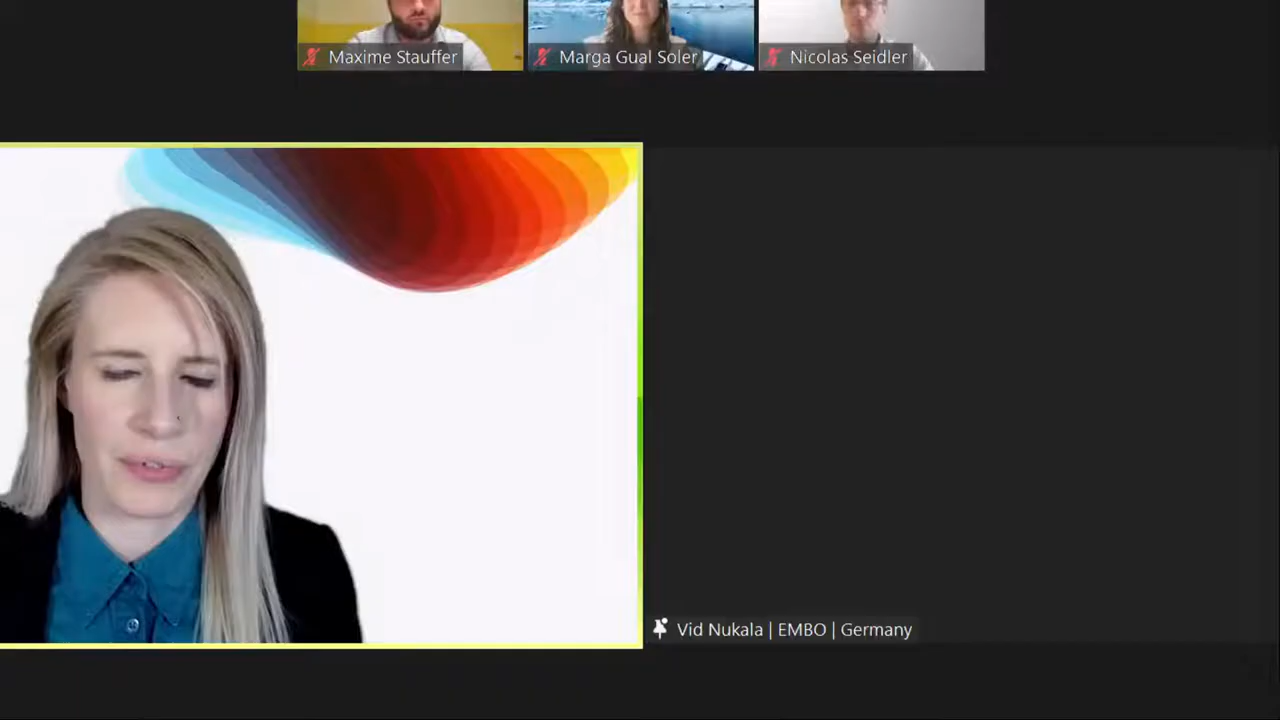 Maxime Stauffer
Marga Gual Soler
Nicolas Seidler
Vid Nukala | EMBO | Germany